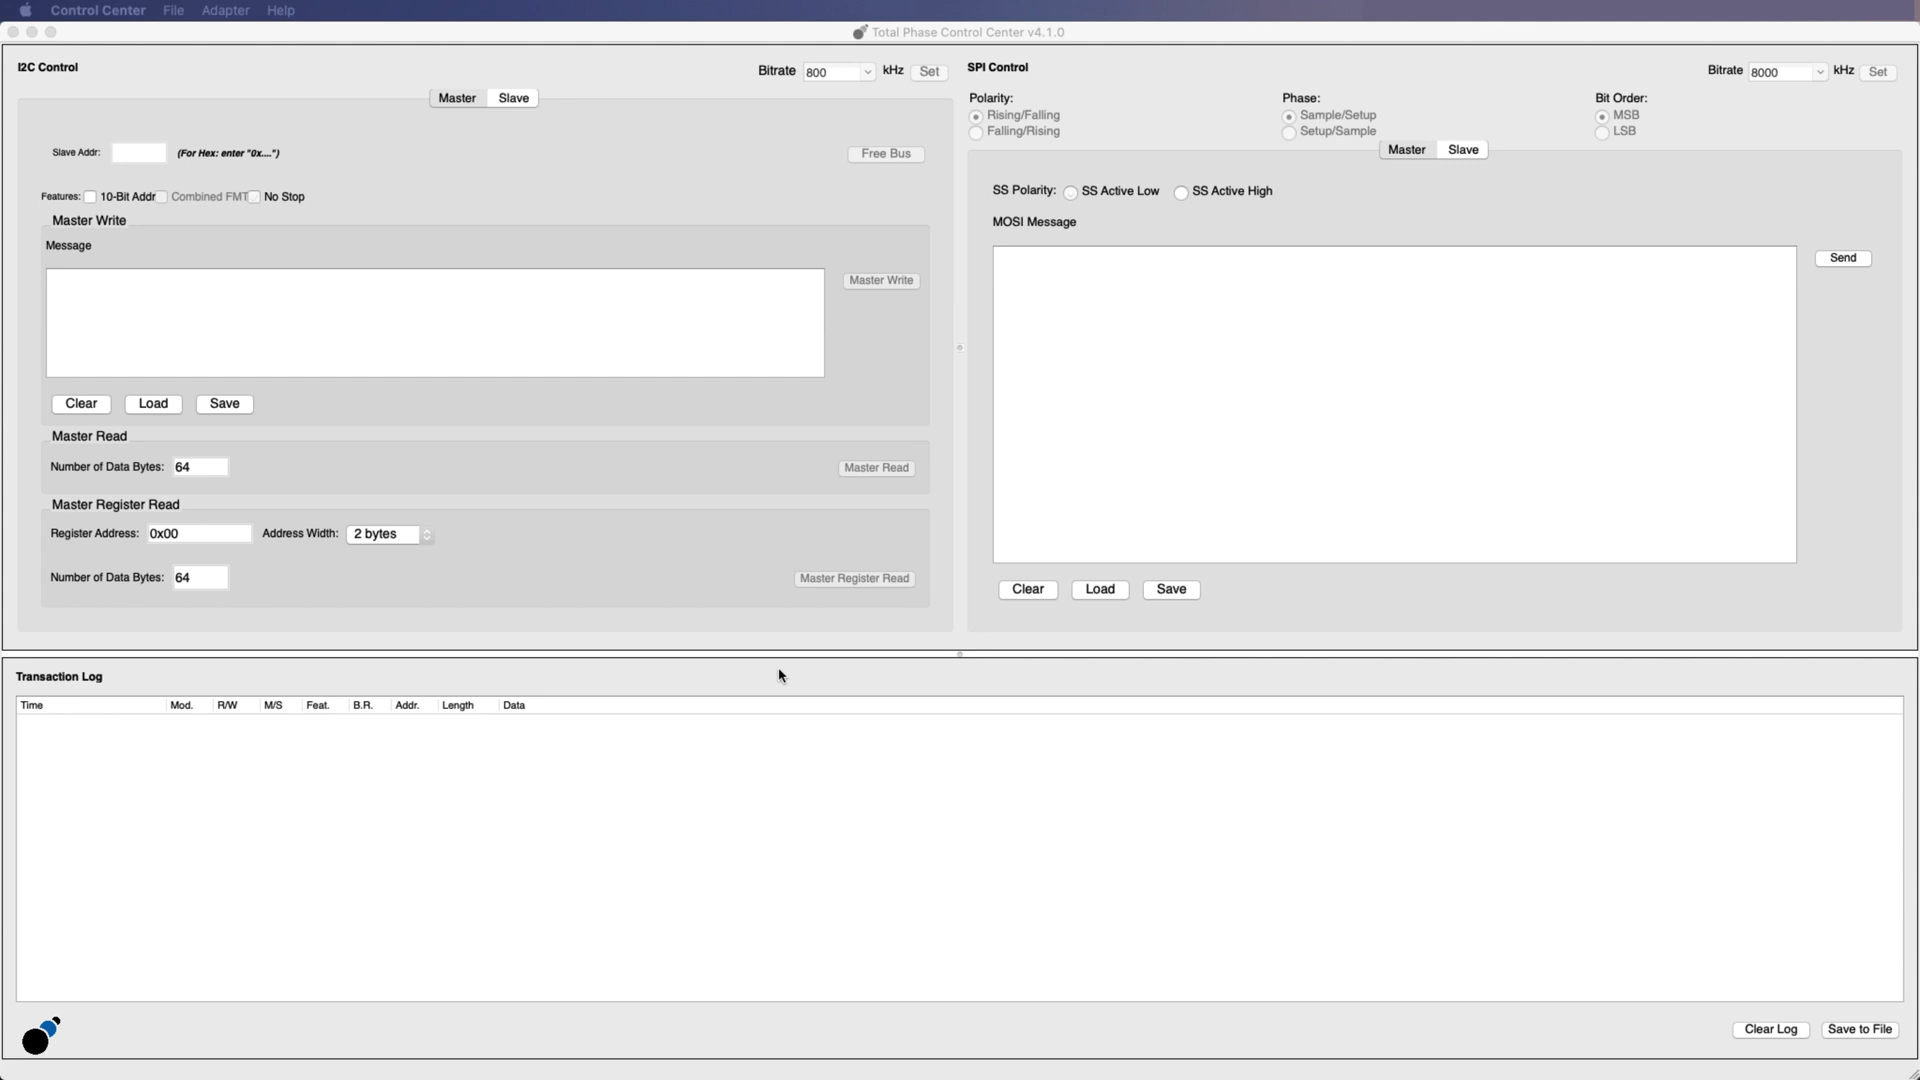 Control Center File Adapter Help
Total Phase Control Center v4.1.0
I2C Control
Bitrate 800 kHz Set
Master Slave
Slave Addr: (For Hex: enter "0x....")
Free Bus
Features: 10-Bit Addr Combined FMT No Stop
Master Write
Message
Master Write
Clear Load Save
Master Read
Number of Data Bytes: 64
Master Read
Master Register Read
Register Address: 0x00 Address Width: 2 bytes
Number of Data Bytes: 64
Master Register Read
SPI Control
Bitrate 8000 kHz Set
Polarity: Phase: Bit Order:
Rising/Falling Sample/Setup MSB
Falling/Rising Setup/Sample LSB
Master Slave
SS Polarity: SS Active Low SS Active High
MOSI Message
Send
Clear Load Save
Transaction Log
Time Mod. R/W M/S Feat. B.R. Addr. Length Data
Clear Log Save to File